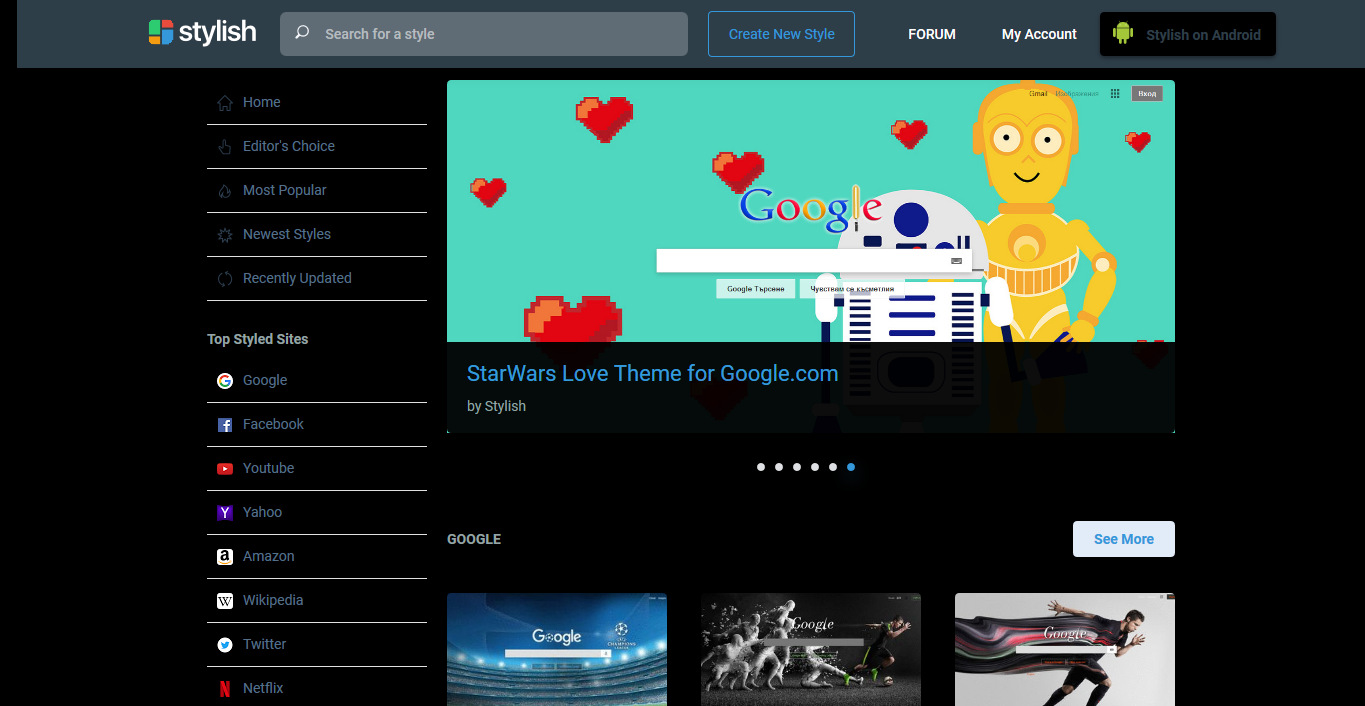 stylish
Search for a style
Create New Style
FORUM
My Account
Stylish on Android
Home
Editor's Choice
Most Popular
Newest Styles
Recently Updated
Top Styled Sites
Google
Facebook
Youtube
Yahoo
Amazon
Wikipedia
Twitter
Netflix
Gmail Изображения Вход
Google
Google Търсене Чувствам се късметлия
StarWars Love Theme for Google.com
by Stylish
GOOGLE
See More
Google
CHAMPIONS
LEAGUE
Google
Google